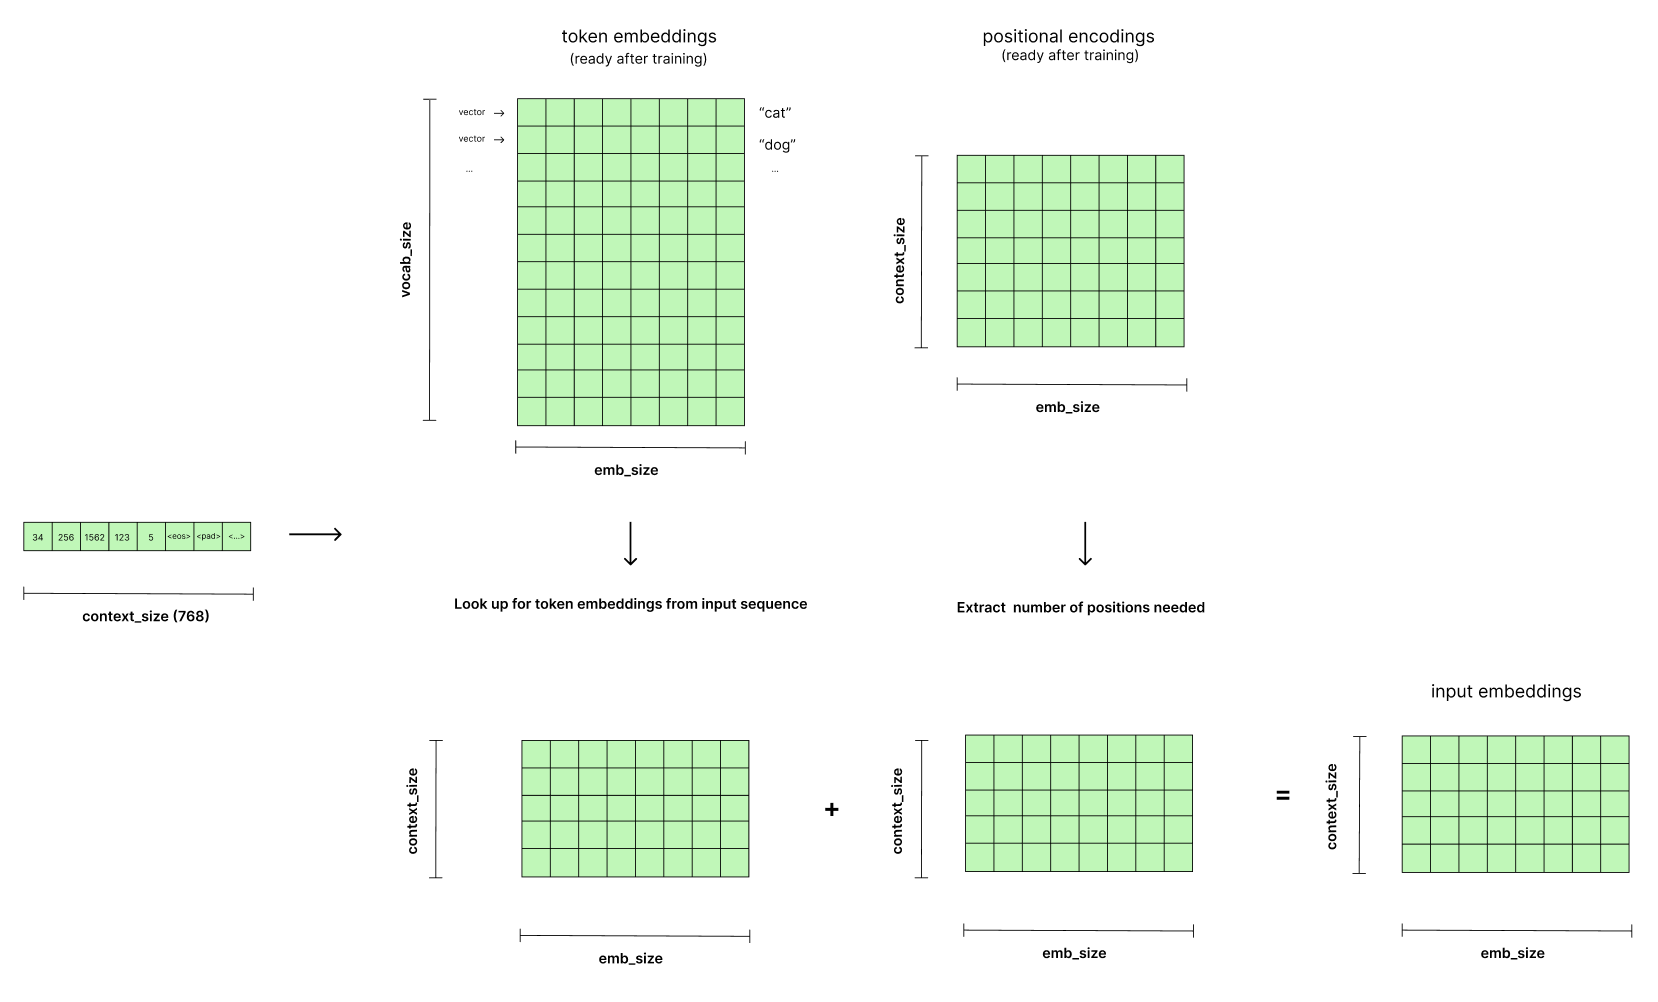 token embeddings
(ready after training)
positional encodings
(ready after training)
vector →
“cat”
vector →
“dog”
...
...
vocab_size
context_size
emb_size
emb_size
34 256 1562 123 5 <eos> <pad> <...>
context_size (768)
Look up for token embeddings from input sequence
Extract number of positions needed
input embeddings
context_size
+
context_size
=
context_size
emb_size
emb_size
emb_size